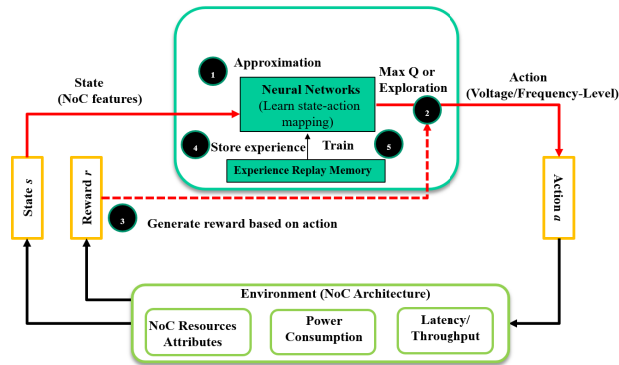 1
Approximation
State
(NoC features)
Neural Networks
(Learn state-action
mapping)
Max Q or
Exploration
2
Action
(Voltage/Frequency-Level)
4
Store experience
Train
5
Experience Replay Memory
State s
Reward r
3
Generate reward based on action
Action a
Environment (NoC Architecture)
NoC Resources
Attributes
Power
Consumption
Latency/
Throughput